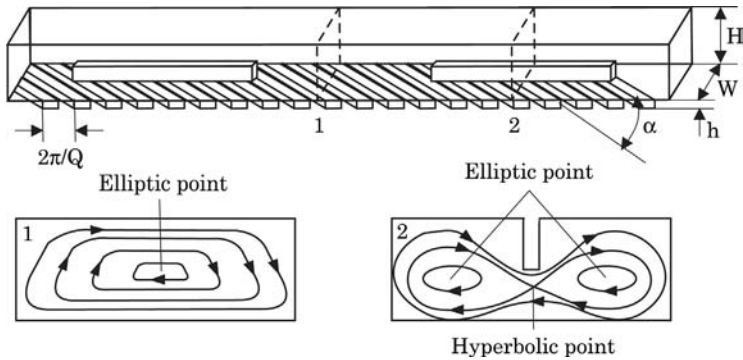 H
W
1
2
α
h
2π/Q
Elliptic point
Elliptic point
1
2
Hyperbolic point